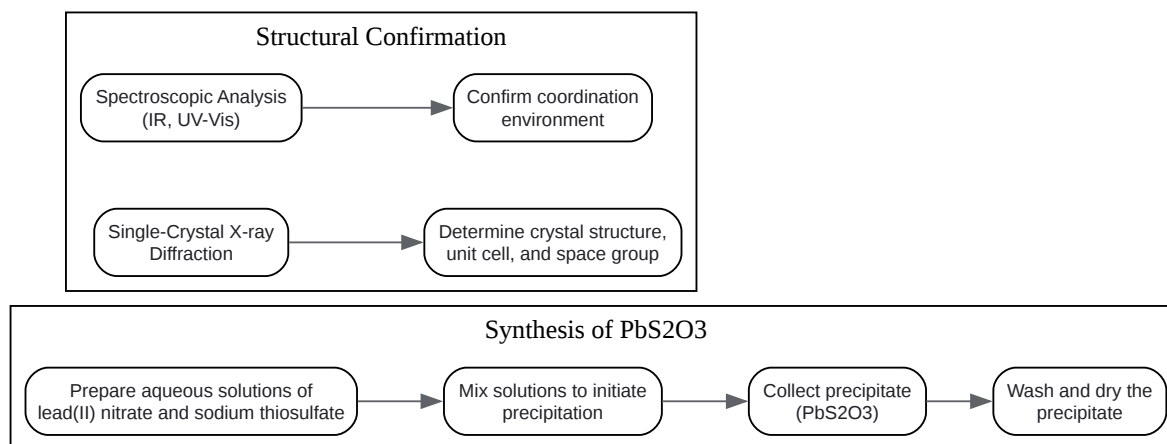 Structural Confirmation
Spectroscopic Analysis
(IR, UV-Vis)
Confirm coordination
environment
Single-Crystal X-ray
Diffraction
Determine crystal structure,
unit cell, and space group
Synthesis of PbS2O3
Prepare aqueous solutions of
lead(II) nitrate and sodium thiosulfate
Mix solutions to initiate
precipitation
Collect precipitate
(PbS2O3)
Wash and dry the
precipitate